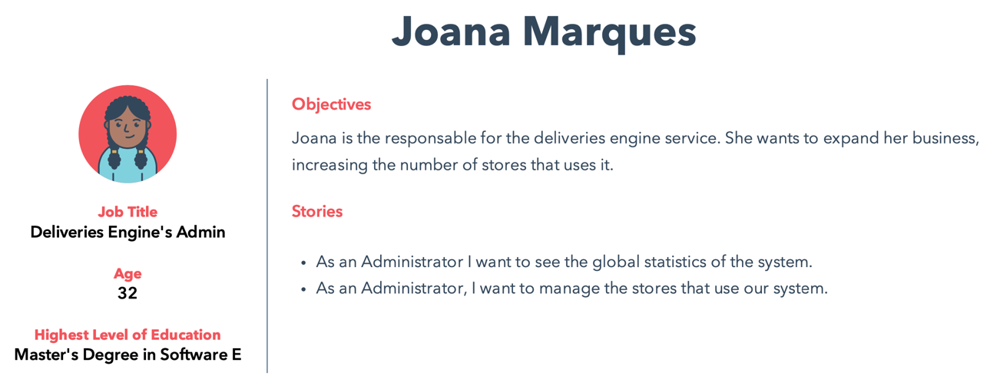 Joana Marques
Job Title
Deliveries Engine's Admin
Age
32
Highest Level of Education
Master's Degree in Software E
Objectives
Joana is the responsable for the deliveries engine service. She wants to expand her business,
increasing the number of stores that uses it.
Stories
• As an Administrator I want to see the global statistics of the system.
• As an Administrator, I want to manage the stores that use our system.